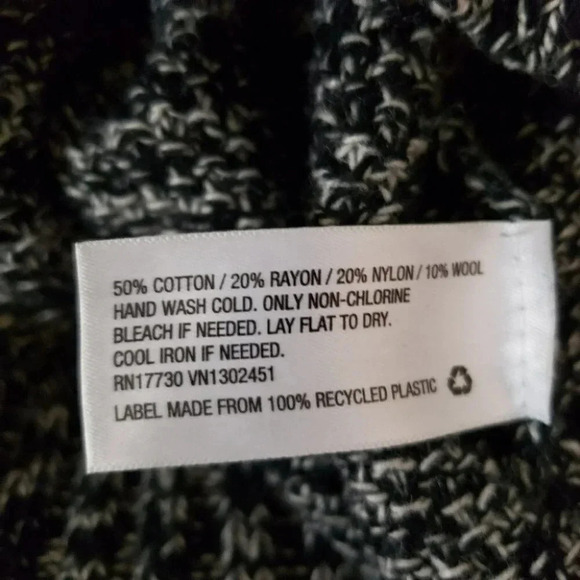 50% COTTON / 20% RAYON / 20% NYLON / 10% WOOL
HAND WASH COLD. ONLY NON-CHLORINE
BLEACH IF NEEDED. LAY FLAT TO DRY.
COOL IRON IF NEEDED.
RN17730 VN1302451
LABEL MADE FROM 100% RECYCLED PLASTIC